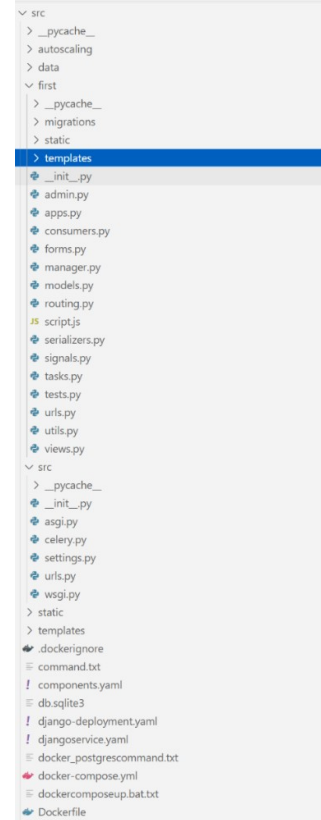 src
__pycache__
autoscaling
data
first
__pycache__
migrations
static
templates
__init__.py
admin.py
apps.py
consumers.py
forms.py
manager.py
models.py
routing.py
JS script.js
serializers.py
signals.py
tasks.py
tests.py
urls.py
utils.py
views.py
src
__pycache__
__init__.py
asgi.py
celery.py
settings.py
urls.py
wsgi.py
static
templates
.dockerignore
command.txt
! components.yaml
db.sqlite3
! django-deployment.yaml
! djangoservice.yaml
docker_postgrescommand.txt
docker-compose.yml
dockercomposeup.bat.txt
Dockerfile